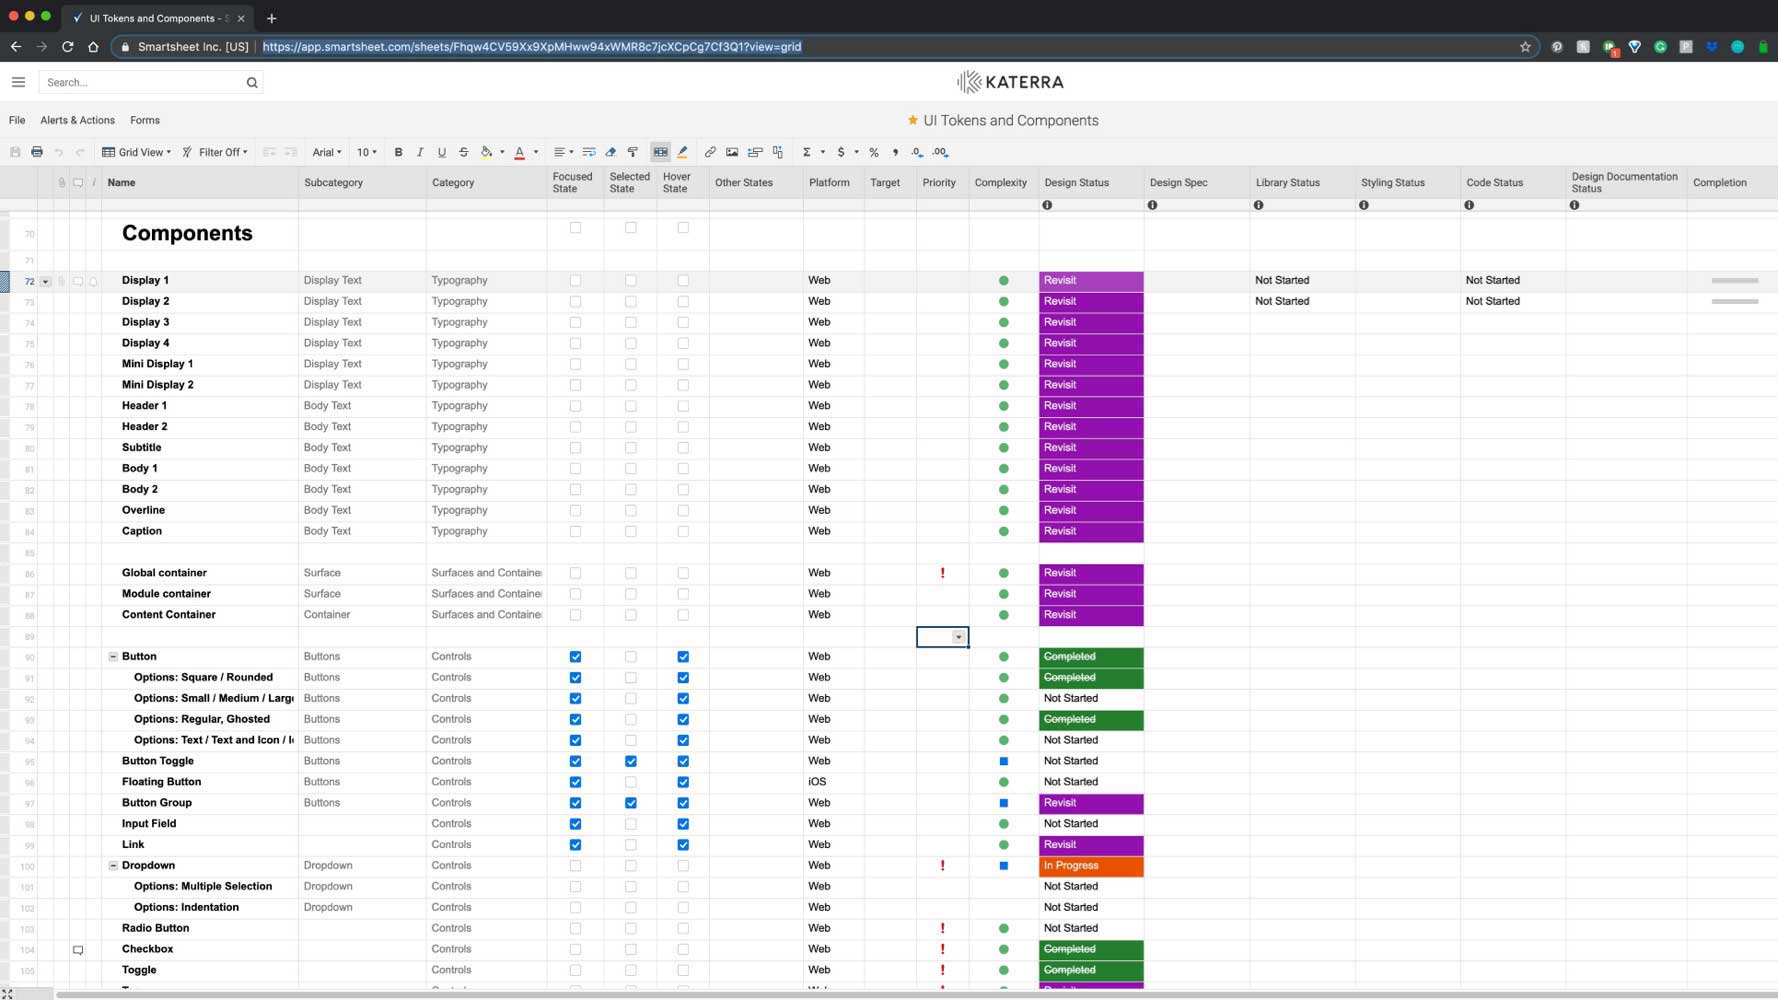 UI Tokens and Components - S
Smartsheet Inc. [US] https://app.smartsheet.com/sheets/Fhqw4CV59Xx9XpMHww94xWMR8c7jcXCpCg7Cf3Q1?view=grid
Search...
KATERRA
File Alerts & Actions Forms
UI Tokens and Components
Grid View Filter Off Arial 10 B I U S A Σ $ % .0 .00
Name Subcategory Category Focused State Selected State Hover State Other States Platform Target Priority Complexity Design Status Design Spec Library Status Styling Status Code Status Design Documentation Status Completion
70 Components
71
72 Display 1 Display Text Typography Web Revisit Not Started Not Started
73 Display 2 Display Text Typography Web Revisit Not Started Not Started
74 Display 3 Display Text Typography Web Revisit
75 Display 4 Display Text Typography Web Revisit
76 Mini Display 1 Display Text Typography Web Revisit
77 Mini Display 2 Display Text Typography Web Revisit
78 Header 1 Body Text Typography Web Revisit
79 Header 2 Body Text Typography Web Revisit
80 Subtitle Body Text Typography Web Revisit
81 Body 1 Body Text Typography Web Revisit
82 Body 2 Body Text Typography Web Revisit
83 Overline Body Text Typography Web Revisit
84 Caption Body Text Typography Web Revisit
85
86 Global container Surface Surfaces and Container Web ! Revisit
87 Module container Surface Surfaces and Container Web Revisit
88 Content Container Container Surfaces and Container Web Revisit
89
90 Button Buttons Controls Web Completed
91 Options: Square / Rounded Buttons Controls Web Completed
92 Options: Small / Medium / Large Buttons Controls Web Not Started
93 Options: Regular, Ghosted Buttons Controls Web Completed
94 Options: Text / Text and Icon / Buttons Controls Web Not Started
95 Button Toggle Buttons Controls Web Not Started
96 Floating Button Buttons Controls iOS Not Started
97 Button Group Buttons Controls Web Revisit
98 Input Field Controls Web Not Started
99 Link Controls Web Revisit
100 Dropdown Dropdown Controls Web ! In Progress
101 Options: Multiple Selection Dropdown Controls Web Not Started
102 Options: Indentation Dropdown Controls Web Not Started
103 Radio Button Controls Web ! Not Started
104 Checkbox Controls Web ! Completed
105 Toggle Controls Web ! Completed